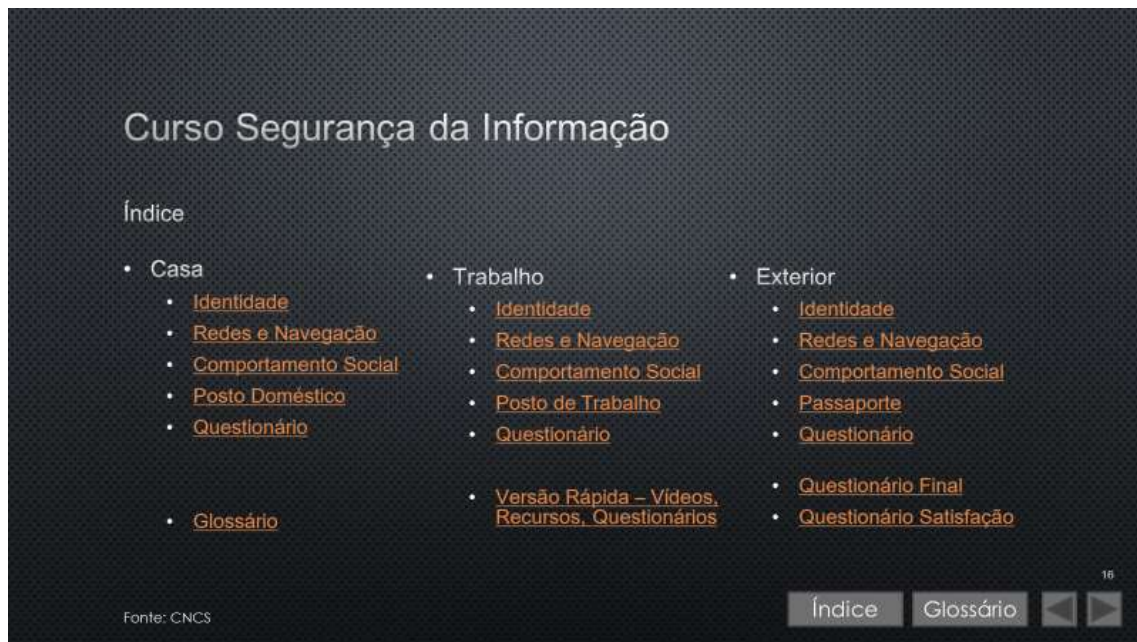 Curso Segurança da Informação
Índice
• Casa
• Identidade
• Redes e Navegação
• Comportamento Social
• Posto Doméstico
• Questionário
• Glossário
• Trabalho
• Identidade
• Redes e Navegação
• Comportamento Social
• Posto de Trabalho
• Questionário
• Versão Rápida – Vídeos,
Recursos, Questionários
• Exterior
• Identidade
• Redes e Navegação
• Comportamento Social
• Passaporte
• Questionário
• Questionário Final
• Questionário Satisfação
16
Fonte: CNCS
Índice
Glossário